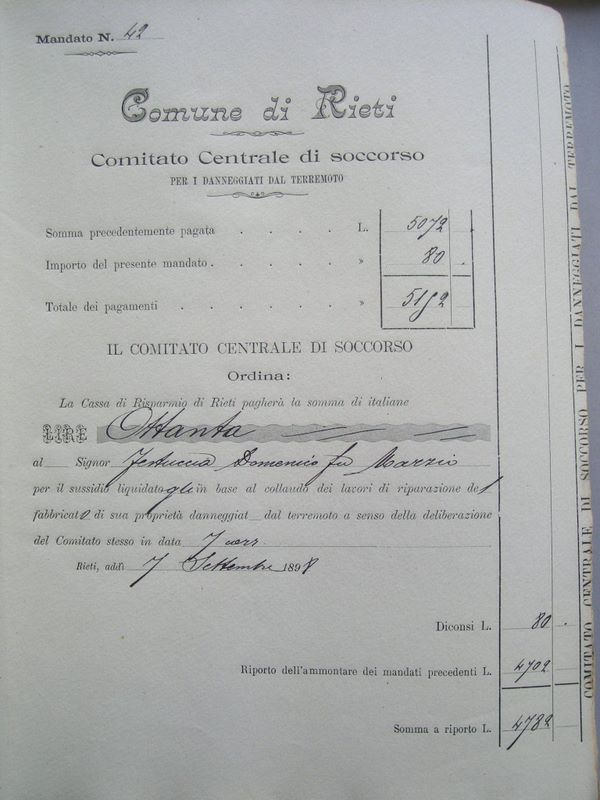 Mandato N. 42
Comune di Rieti
Comitato Centrale di soccorso
PER I DANNEGGIATI DAL TERREMOTO
Somma precedentemente pagata . . . . L. 5072 .
Importo del presente mandato . . . . » 80 .
Totale dei pagamenti . . . . . »
IL COMITATO CENTRALE DI SOCCORSO
Ordina:
La Cassa di Risparmio di Rieti pagherà la somma di italiane
LIRE Ottanta
al Signor Domenico fu Marzio
per il sussidio liquidatogli in base al collaudo dei lavori di riparazione del
fabbricato di sua proprietà danneggiat dal terremoto a senso della deliberazione
del Comitato stesso in data 7 corr.
Rieti, addì 7 Settembre 1898
Diconsi L. 80 .
Riporto dell'ammontare dei mandati precedenti L. 4702
Somma a riporto L. 4782
COMITATO CENTRALE DI SOCCORSO PER I DANNEGGIATI DAL TERREMOTO